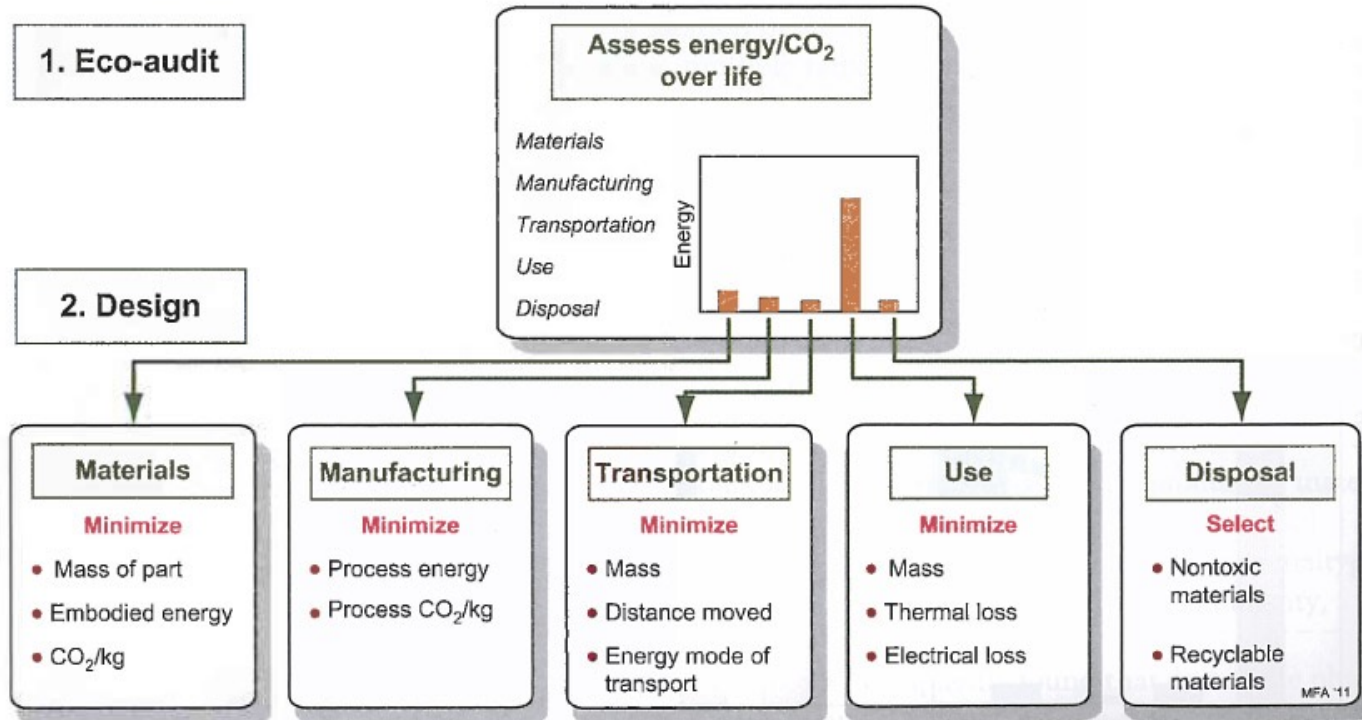 1. Eco-audit
Assess energy/CO₂
over life
Materials
Manufacturing
Transportation
Use
Disposal
Energy
2. Design
Materials
Minimize
• Mass of part
• Embodied energy
• CO₂/kg
Manufacturing
Minimize
• Process energy
• Process CO₂/kg
Transportation
Minimize
• Mass
• Distance moved
• Energy mode of
transport
Use
Minimize
• Mass
• Thermal loss
• Electrical loss
Disposal
Select
• Nontoxic
materials
• Recyclable
materials
MFA '11